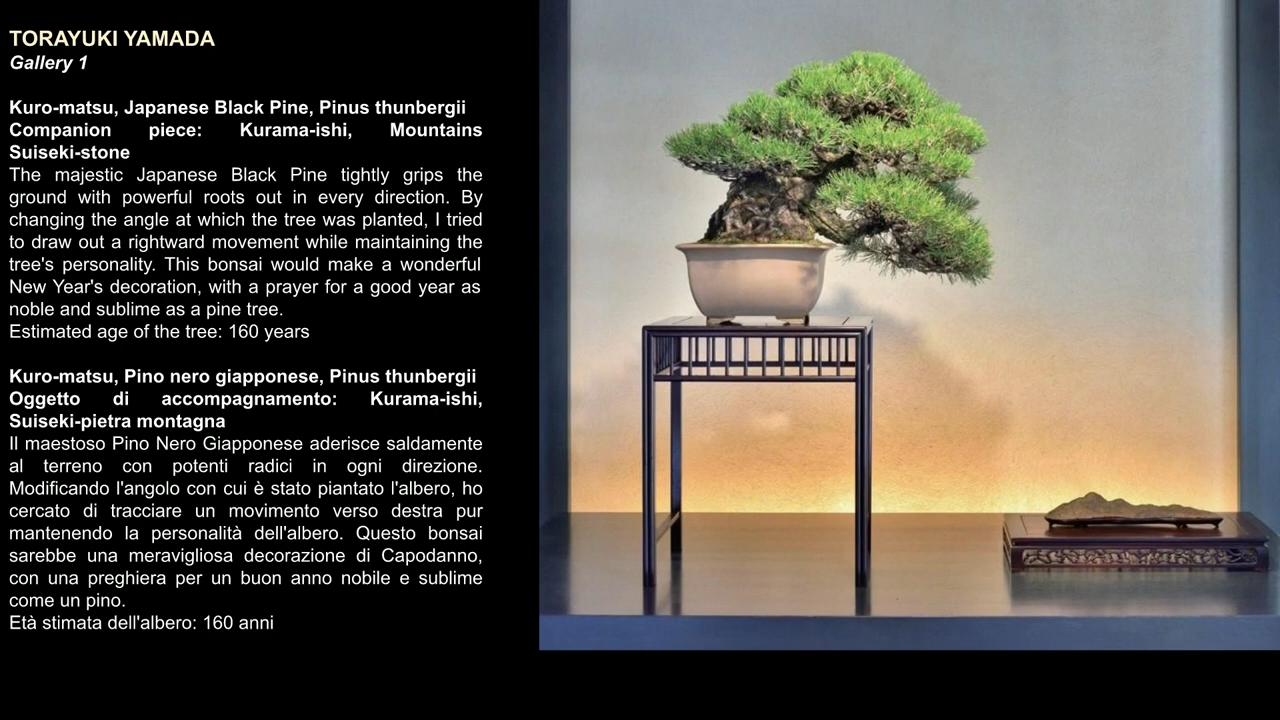 TORAYUKI YAMADA
Gallery 1
Kuro-matsu, Japanese Black Pine, Pinus thunbergii
Companion piece: Kurama-ishi, Mountains
Suiseki-stone
The majestic Japanese Black Pine tightly grips the
ground with powerful roots out in every direction. By
changing the angle at which the tree was planted, I tried
to draw out a rightward movement while maintaining the
tree's personality. This bonsai would make a wonderful
New Year's decoration, with a prayer for a good year as
noble and sublime as a pine tree.
Estimated age of the tree: 160 years
Kuro-matsu, Pino nero giapponese, Pinus thunbergii
Oggetto di accompagnamento: Kurama-ishi,
Suiseki-pietra montagna
Il maestoso Pino Nero Giapponese aderisce saldamente
al terreno con potenti radici in ogni direzione.
Modificando l'angolo con cui è stato piantato l'albero, ho
cercato di tracciare un movimento verso destra pur
mantenendo la personalità dell'albero. Questo bonsai
sarebbe una meravigliosa decorazione di Capodanno,
con una preghiera per un buon anno nobile e sublime
come un pino.
Età stimata dell'albero: 160 anni